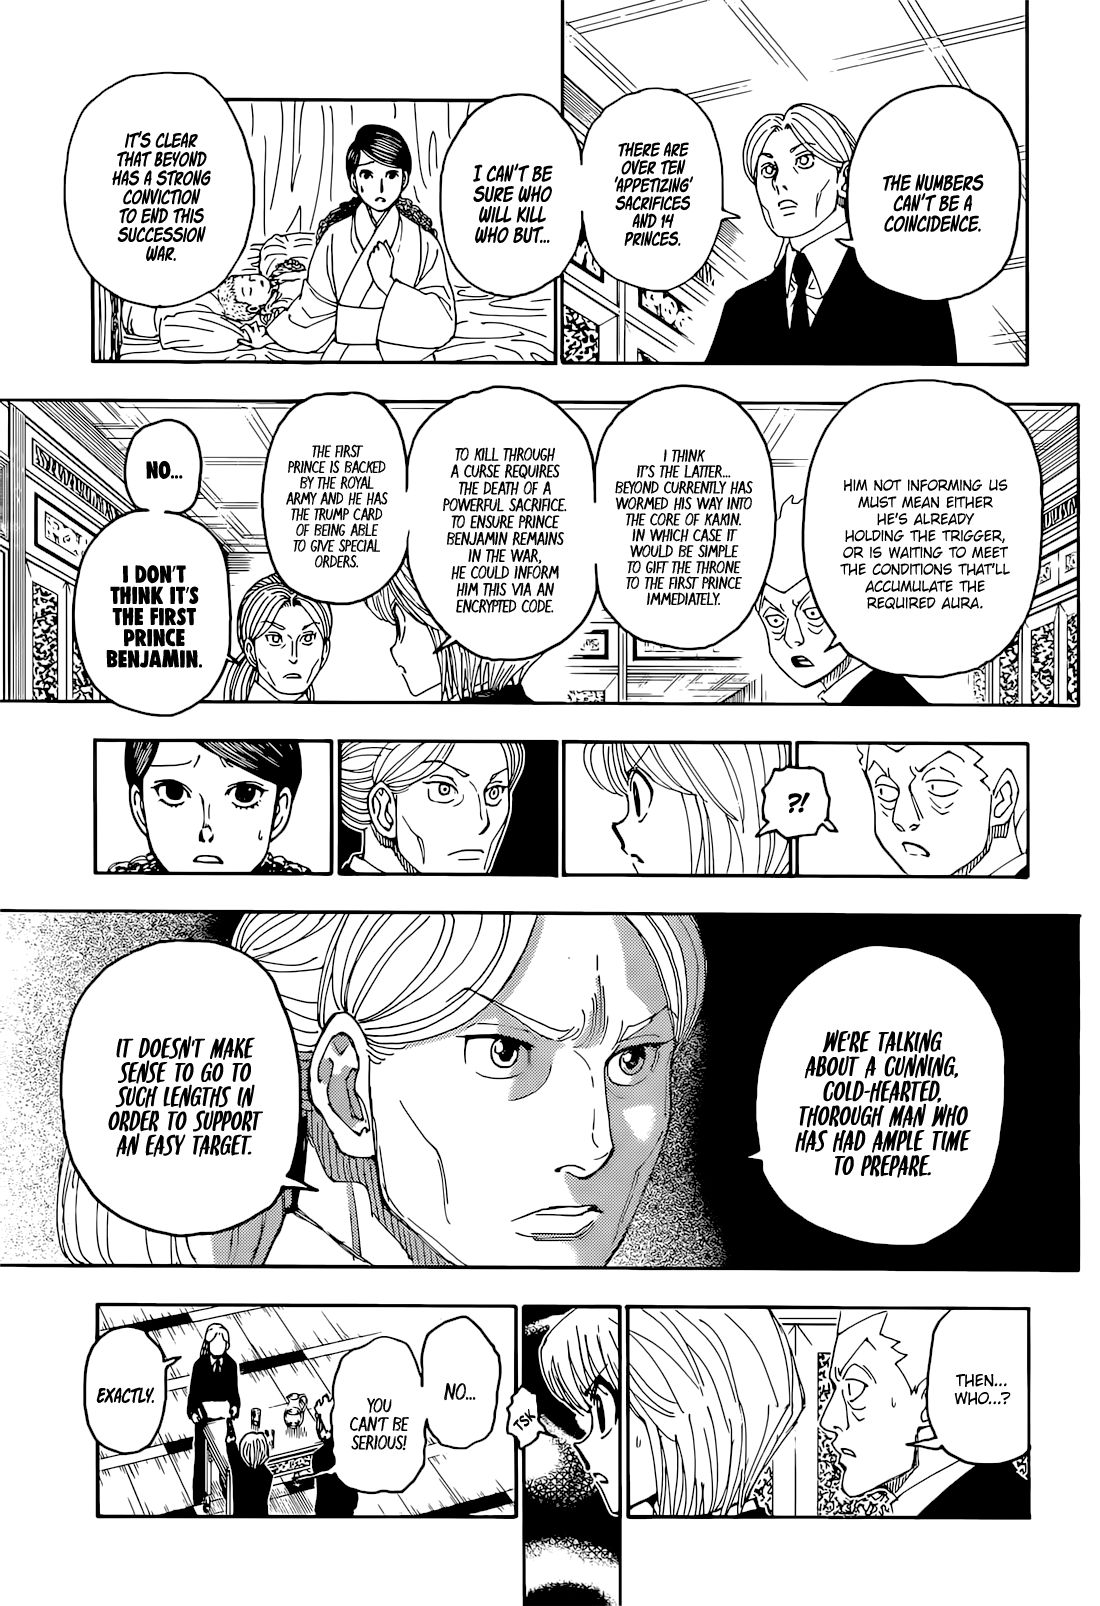 THE NUMBERS
CAN'T BE A
COINCIDENCE.
THERE ARE
OVER TEN
'APPETIZING'
SACRIFICES
AND 14
PRINCES.
I CAN'T BE
SURE WHO
WILL KILL
WHO BUT...
IT'S CLEAR
THAT BEYOND
HAS A STRONG
CONVICTION
TO END THIS
SUCCESSION
WAR.
HIM NOT INFORMING US
MUST MEAN EITHER
HE'S ALREADY
HOLDING THE TRIGGER,
OR IS WAITING TO MEET
THE CONDITIONS THAT'LL
ACCUMULATE THE
REQUIRED AURA.
I THINK
IT'S THE LATTER...
BEYOND CURRENTLY HAS
WORMED HIS WAY INTO
THE CORE OF KAKIN.
IN WHICH CASE IT
WOULD BE SIMPLE
TO GIFT THE THRONE
TO THE FIRST PRINCE
IMMEDIATELY.
TO KILL THROUGH
A CURSE REQUIRES
THE DEATH OF A
POWERFUL SACRIFICE.
TO ENSURE PRINCE
BENJAMIN REMAINS
IN THE WAR,
HE COULD INFORM
HIM THIS VIA AN
ENCRYPTED CODE.
THE FIRST
PRINCE IS BACKED
BY THE ROYAL
ARMY AND HE HAS
THE TRUMP CARD
OF BEING ABLE
TO GIVE SPECIAL
ORDERS.
NO...
I DON'T
THINK IT'S
THE FIRST
PRINCE
BENJAMIN.
?!
WE'RE TALKING
ABOUT A CUNNING,
COLD-HEARTED,
THOROUGH MAN WHO
HAS HAD AMPLE TIME
TO PREPARE.
IT DOESN'T MAKE
SENSE TO GO TO
SUCH LENGTHS IN
ORDER TO SUPPORT
AN EASY TARGET.
THEN...
WHO...?
TSK
NO...
YOU
CAN'T BE
SERIOUS!
EXACTLY.